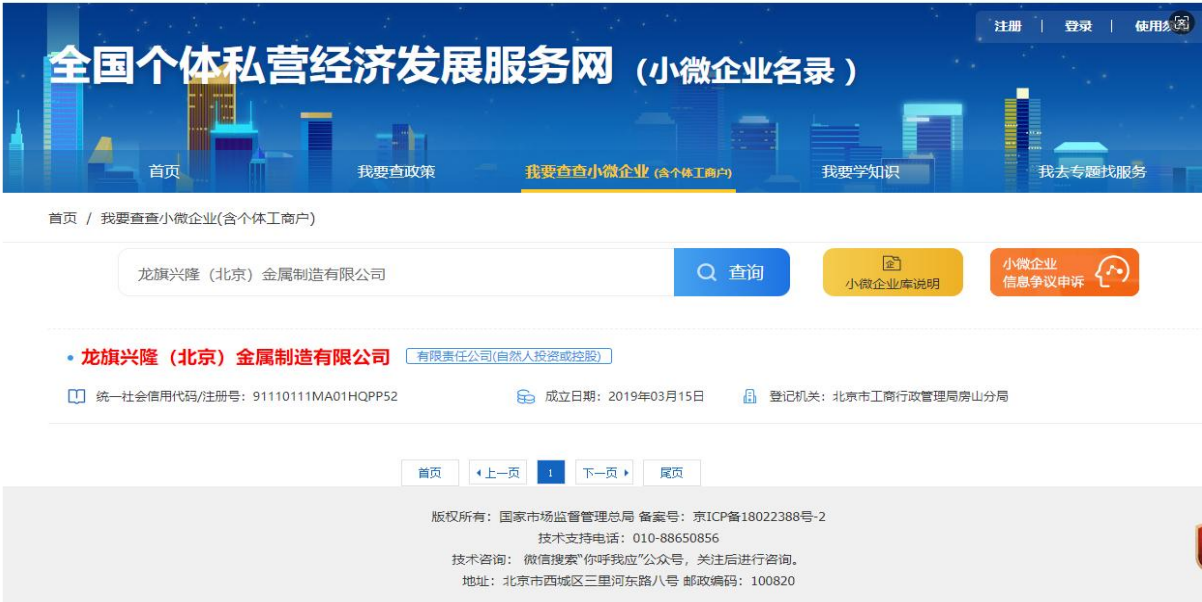 注册 | 登录 | 使用
全国个体私营经济发展服务网（小微企业名录）
首页 我要查政策 我要查查小微企业(含个体工商户) 我要学知识 我去专题找服务
首页 / 我要查查小微企业(含个体工商户)
龙旗兴隆（北京）金属制造有限公司 查询 小微企业库说明 小微企业
信息争议申诉
龙旗兴隆（北京）金属制造有限公司 有限责任公司(自然人投资或控股)
统一社会信用代码/注册号：91110111MA01HQPP52 成立日期：2019年03月15日 登记机关：北京市工商行政管理局房山分局
首页 上一页 1 下一页 尾页
版权所有：国家市场监督管理总局 备案号：京ICP备18022388号-2
技术支持电话：010-88650856
技术咨询： 微信搜索“你呼我应”公众号，关注后进行咨询。
地址：北京市西城区三里河东路八号 邮政编码：100820